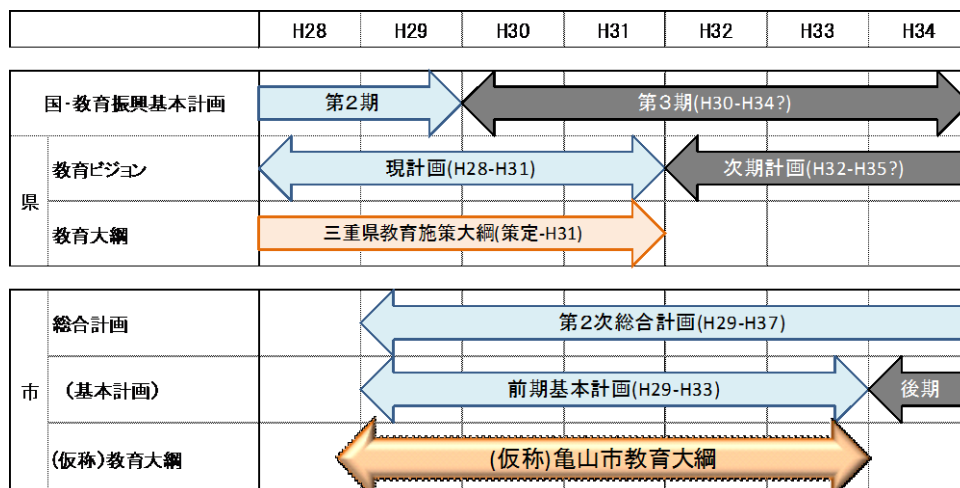 H28 H29 H30 H31 H32 H33 H34
国・教育振興基本計画 第2期 第3期(H30-H34?)
県
教育ビジョン 現計画(H28-H31) 次期計画(H32-H35?)
教育大綱 三重県教育施策大綱(策定-H31)
市
総合計画 第2次総合計画(H29-H37)
(基本計画) 前期基本計画(H29-H33) 後期
(仮称)教育大綱 (仮称)亀山市教育大綱